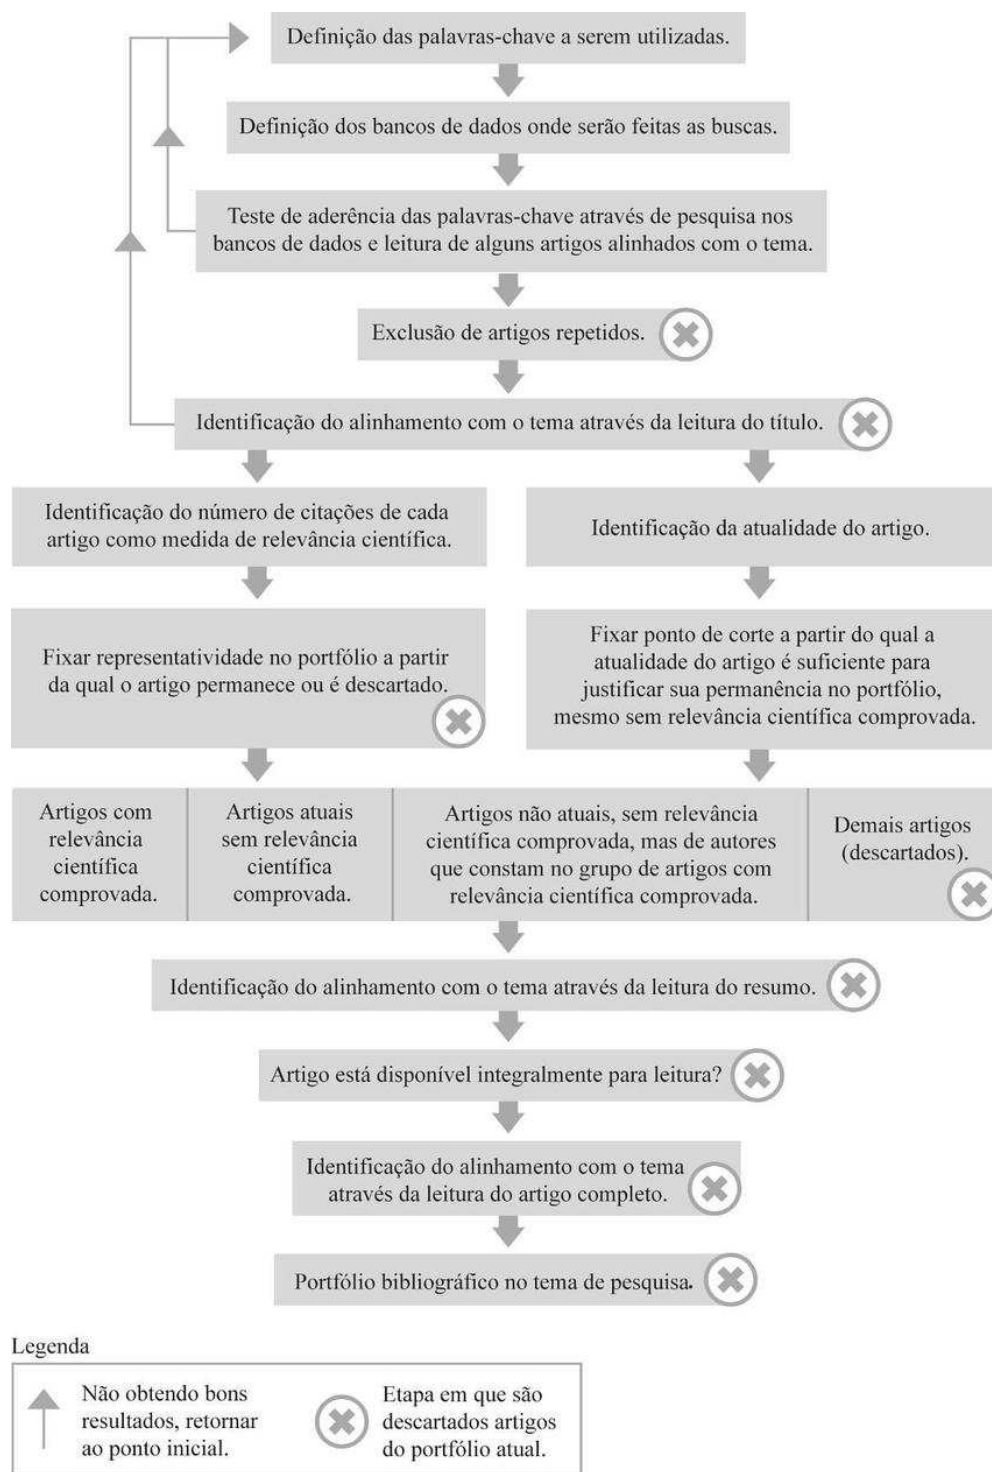 Definição das palavras-chave a serem utilizadas.
Definição dos bancos de dados onde serão feitas as buscas.
Teste de aderência das palavras-chave através de pesquisa nos
bancos de dados e leitura de alguns artigos alinhados com o tema.
Exclusão de artigos repetidos.
Identificação do alinhamento com o tema através da leitura do título.
Identificação do número de citações de cada
artigo como medida de relevância científica.
Identificação da atualidade do artigo.
Fixar representatividade no portfólio a partir
da qual o artigo permanece ou é descartado.
Fixar ponto de corte a partir do qual a
atualidade do artigo é suficiente para
justificar sua permanência no portfólio,
mesmo sem relevância científica comprovada.
Artigos com
relevância
científica
comprovada.
Artigos atuais
sem relevância
científica
comprovada.
Artigos não atuais, sem relevância
científica comprovada, mas de autores
que constam no grupo de artigos com
relevância científica comprovada.
Demais artigos
(descartados).
Identificação do alinhamento com o tema através da leitura do resumo.
Artigo está disponível integralmente para leitura?
Identificação do alinhamento com o tema
através da leitura do artigo completo.
Portfólio bibliográfico no tema de pesquisa.
Legenda
Não obtendo bons
resultados, retornar
ao ponto inicial.
Etapa em que são
descartados artigos
do portfólio atual.